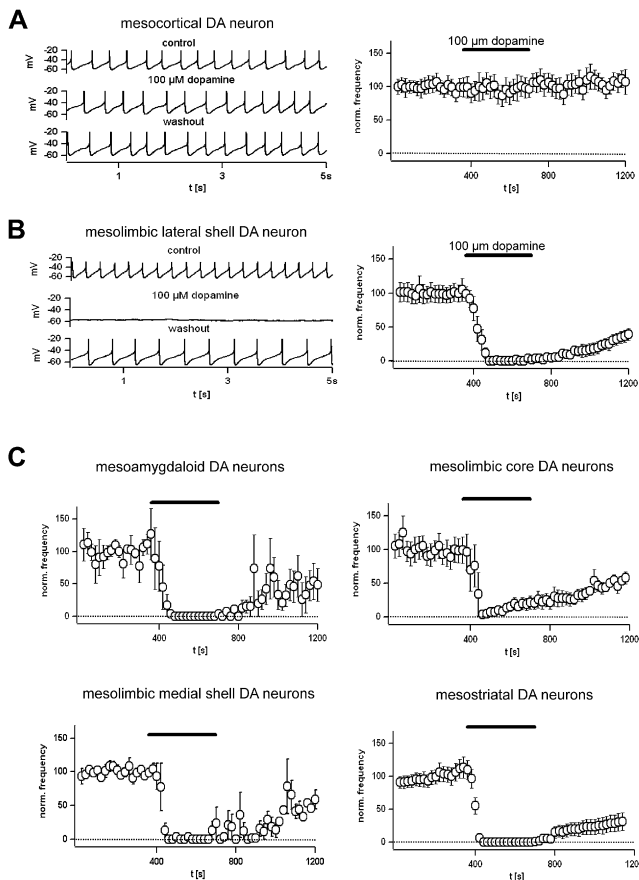 A
mesocortical DA neuron
control
-20
-40
-60
mV
100 µM dopamine
-20
-40
-60
mV
washout
-20
-40
-60
mV
1 3 5s
t [s]
100 µm dopamine
150
100
50
0
norm. frequency
400 800 1200
t [s]
B
mesolimbic lateral shell DA neuron
control
-20
-40
-60
mV
100 µM dopamine
-20
-40
-60
mV
washout
-20
-40
-60
mV
1 3 5s
t [s]
100 µm dopamine
150
100
50
0
norm. frequency
400 800 1200
t [s]
C
mesoamygdaloid DA neurons
150
100
50
0
norm. frequency
400 800 1200
t [s]
mesolimbic core DA neurons
150
100
50
0
norm. frequency
400 800 1200
t [s]
mesolimbic medial shell DA neurons
150
100
50
0
norm. frequency
400 800 1200
t [s]
mesostriatal DA neurons
150
100
50
0
norm. frequency
400 800 1200
t [s]